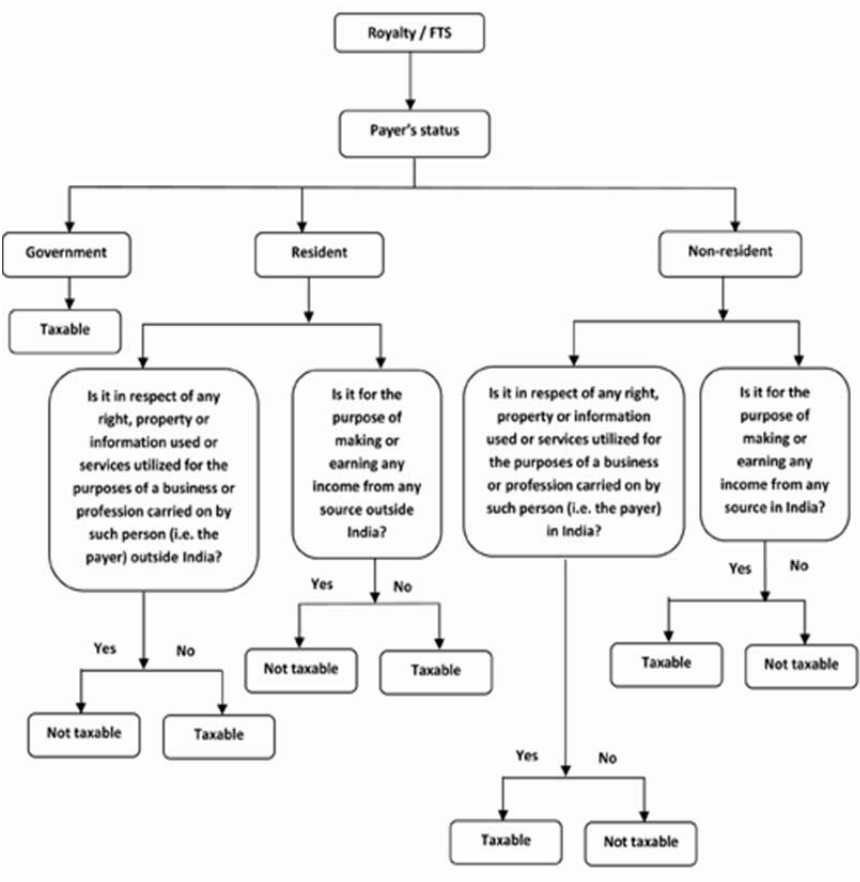 Royalty / FTS
Payer's status
Government
Resident
Non-resident
Taxable
Is it in respect of any
right, property or
information used or
services utilized for the
purposes of a business or
profession carried on by
such person (i.e. the
payer) outside India?
Is it for the
purpose of
making or
earning any
income from any
source outside
India?
Is it in respect of any right,
property or information
used or services utilized for
the purposes of a business
or profession carried on by
such person (i.e. the payer)
in India?
Is it for the
purpose of
making or
earning any
income from any
source in India?
Yes No
Not taxable
Taxable
Yes No
Not taxable
Taxable
Yes No
Taxable
Not taxable
Yes No
Taxable
Not taxable